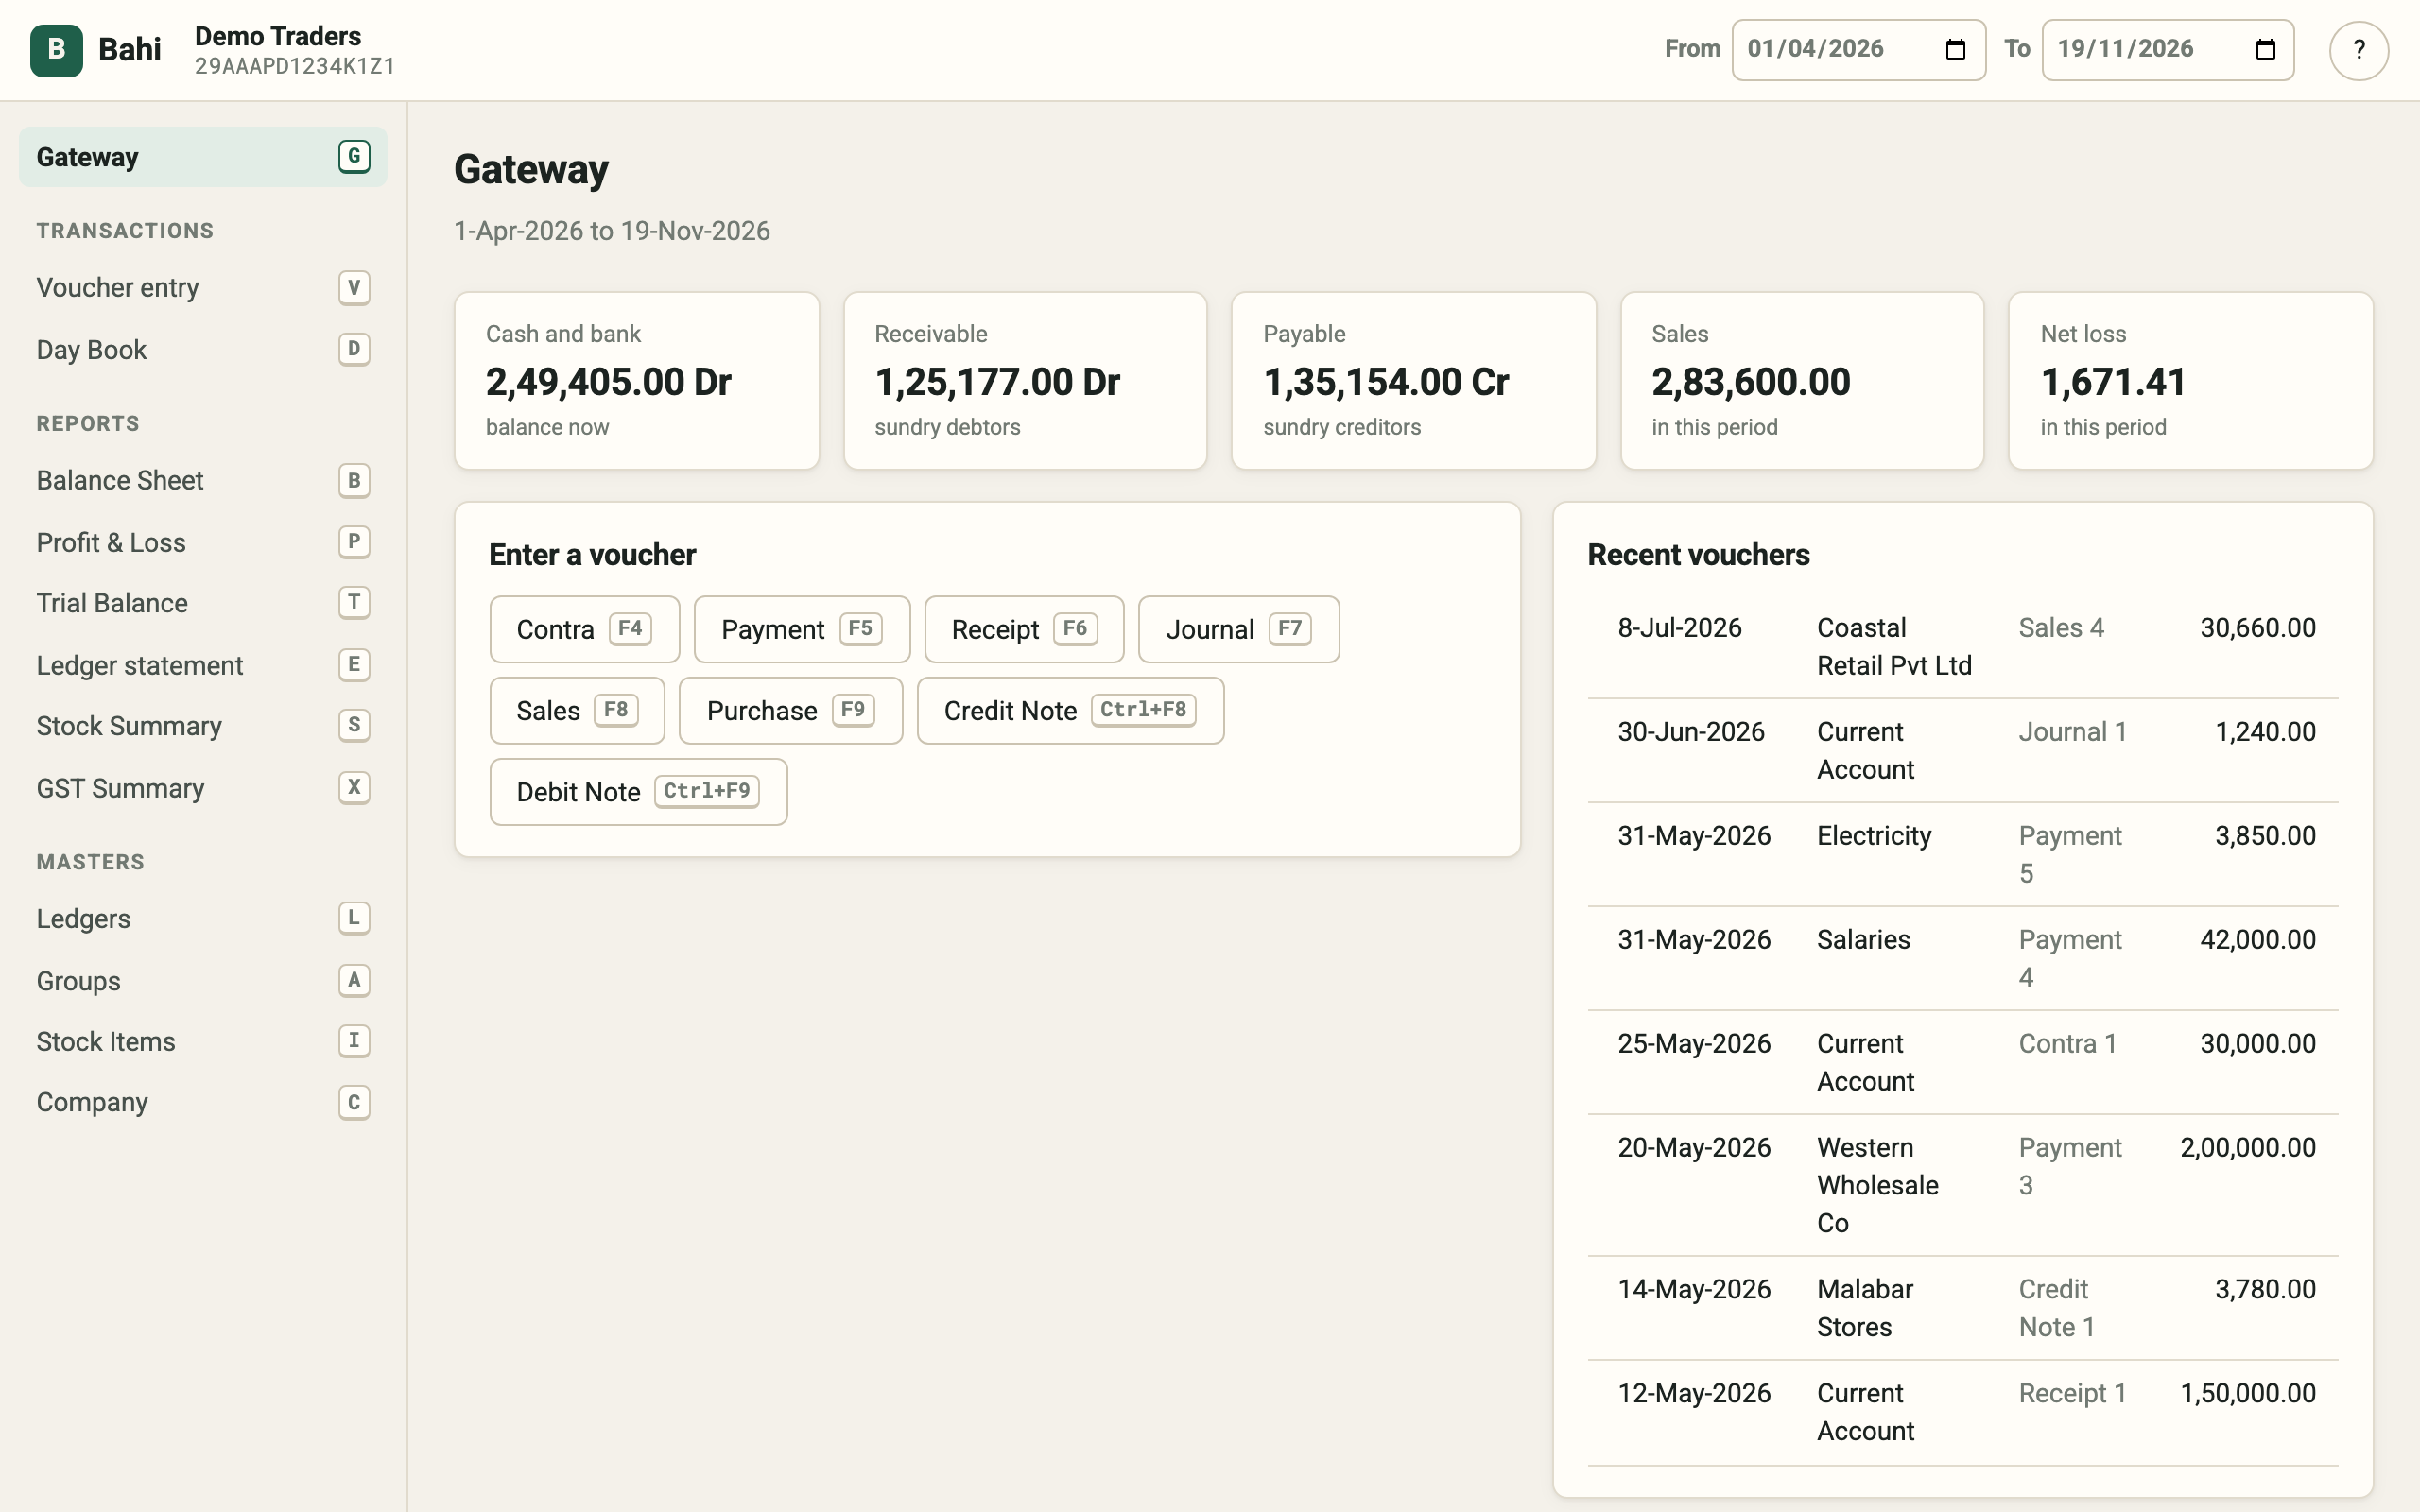 B Bahi
Demo Traders
29AAAPD1234K1Z1
From 01/04/2026 To 19/11/2026 ?
Gateway G
TRANSACTIONS
Voucher entry V
Day Book D
REPORTS
Balance Sheet B
Profit & Loss P
Trial Balance T
Ledger statement E
Stock Summary S
GST Summary X
MASTERS
Ledgers L
Groups A
Stock Items I
Company C
Gateway
1-Apr-2026 to 19-Nov-2026
Cash and bank
2,49,405.00 Dr
balance now
Receivable
1,25,177.00 Dr
sundry debtors
Payable
1,35,154.00 Cr
sundry creditors
Sales
2,83,600.00
in this period
Net loss
1,671.41
in this period
Enter a voucher
Contra F4 Payment F5 Receipt F6 Journal F7
Sales F8 Purchase F9 Credit Note Ctrl+F8
Debit Note Ctrl+F9
Recent vouchers
8-Jul-2026 Coastal Sales 4 30,660.00
Retail Pvt Ltd
30-Jun-2026 Current Journal 1 1,240.00
Account
31-May-2026 Electricity Payment 3,850.00
5
31-May-2026 Salaries Payment 42,000.00
4
25-May-2026 Current Contra 1 30,000.00
Account
20-May-2026 Western Payment 2,00,000.00
Wholesale 3
Co
14-May-2026 Malabar Credit 3,780.00
Stores Note 1
12-May-2026 Current Receipt 1 1,50,000.00
Account